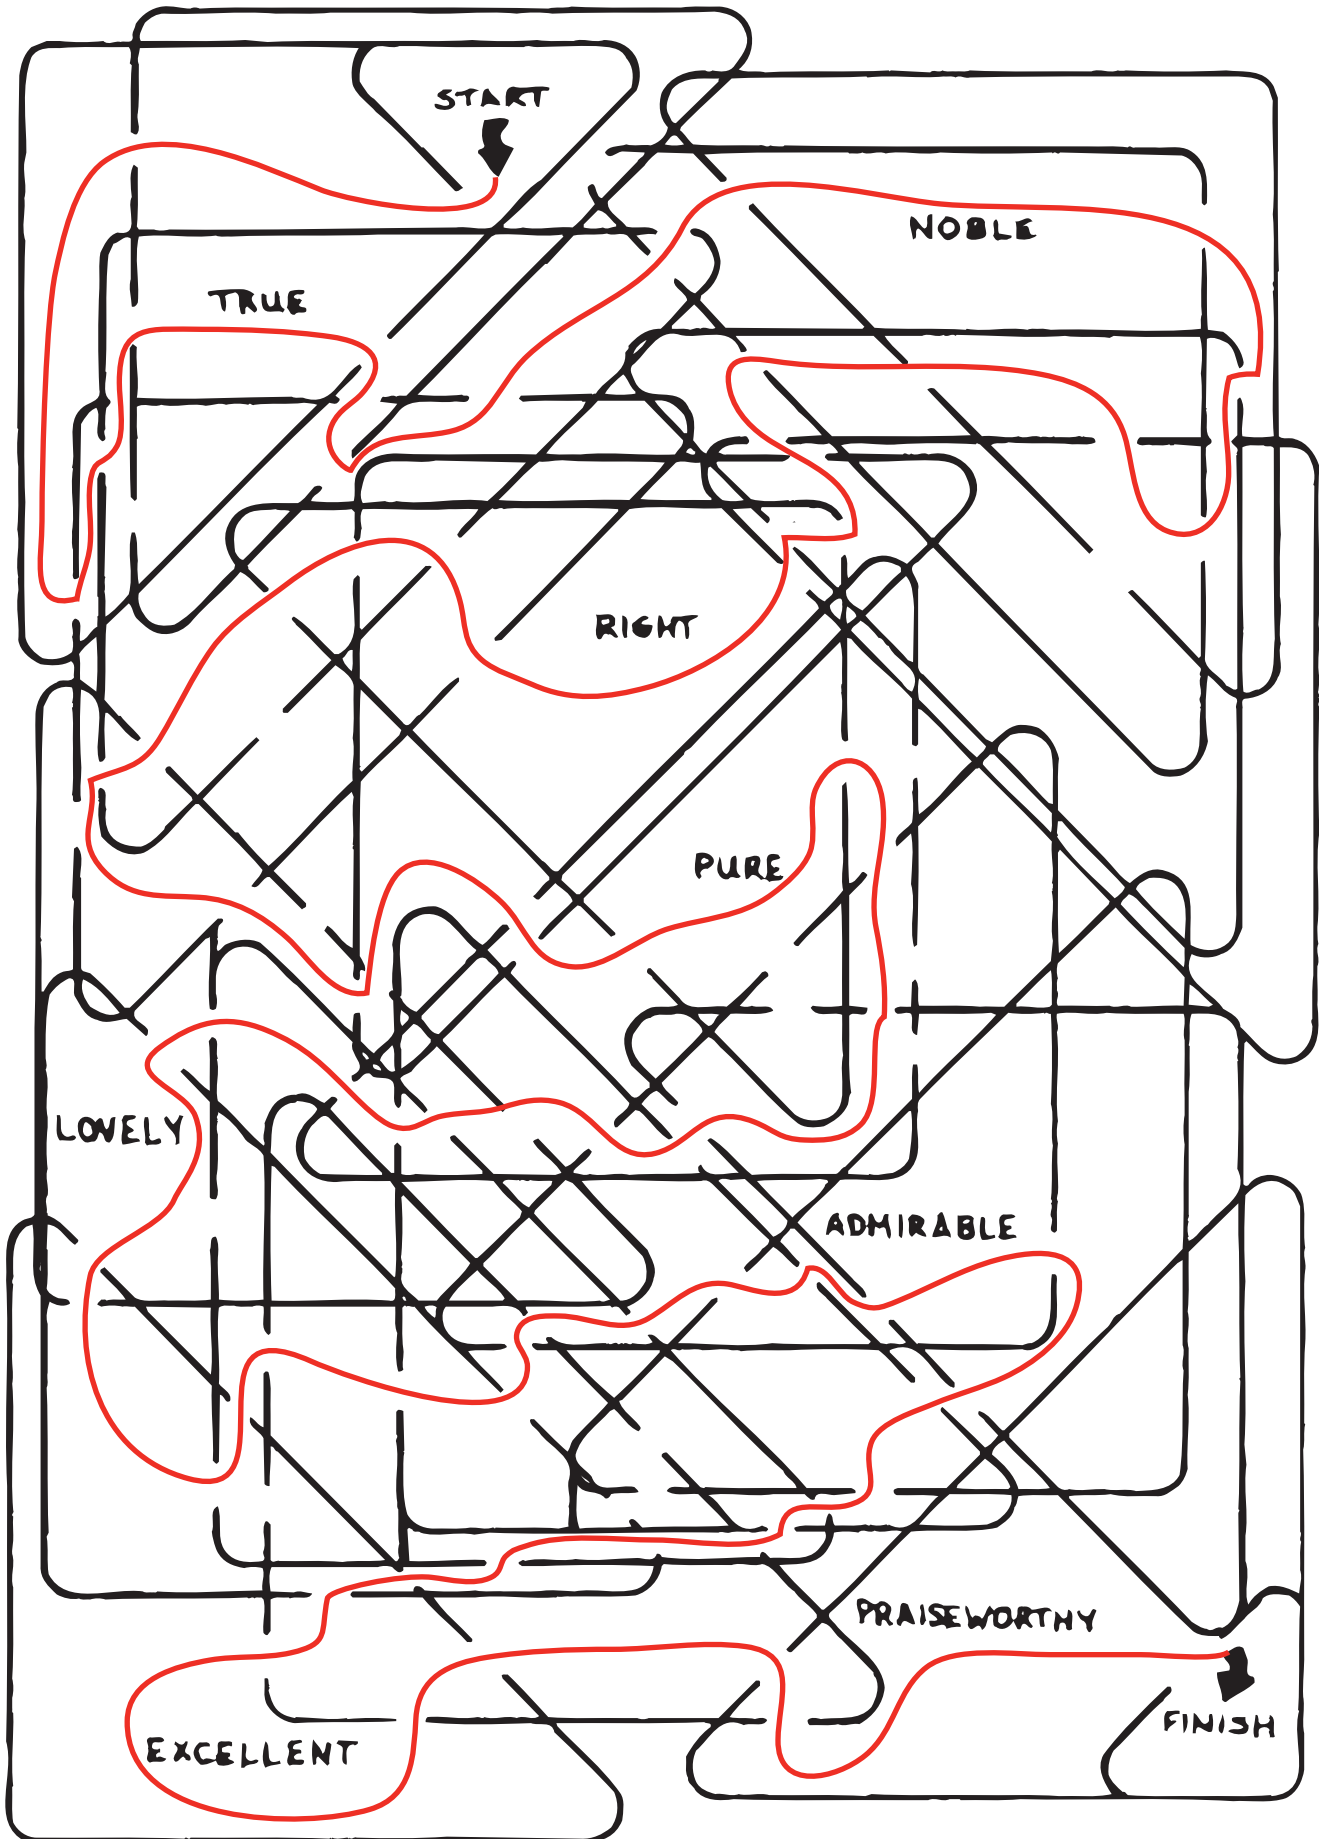 START
NOBLE
TRUE
RIGHT
PURE
LOVELY
ADMIRABLE
PRAISEWORTHY
FINISH
EXCELLENT